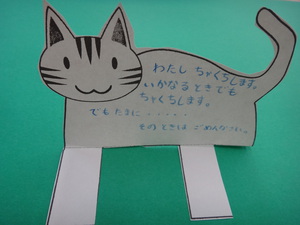 わたし ちゃくちします。
いかなるときでも
ちゃくちします。
でも たまに ・・・・・
そのときは ごめんなさい。